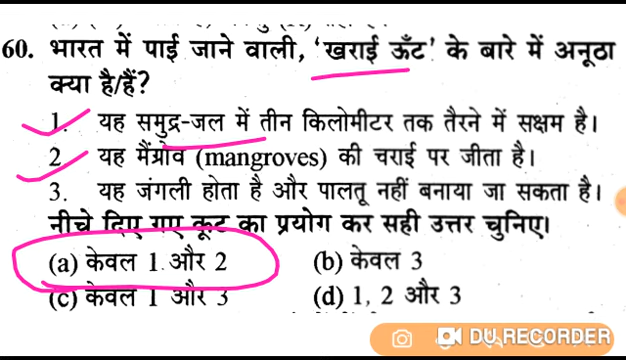 60. भारत में पाई जाने वाली, 'खराई ऊँट' के बारे में अनूठा
क्या है/हैं?
1. यह समुद्र-जल में तीन किलोमीटर तक तैरने में सक्षम है।
2. यह मैंग्रोव (mangroves) की चराई पर जीता है।
3. यह जंगली होता है और पालतू नहीं बनाया जा सकता है।
नीचे दिए गए कूट का प्रयोग कर सही उत्तर चुनिए।
(a) केवल 1 और 2 (b) केवल 3
(c) केवल 1 और 3 (d) 1, 2 और 3
DU RECORDER